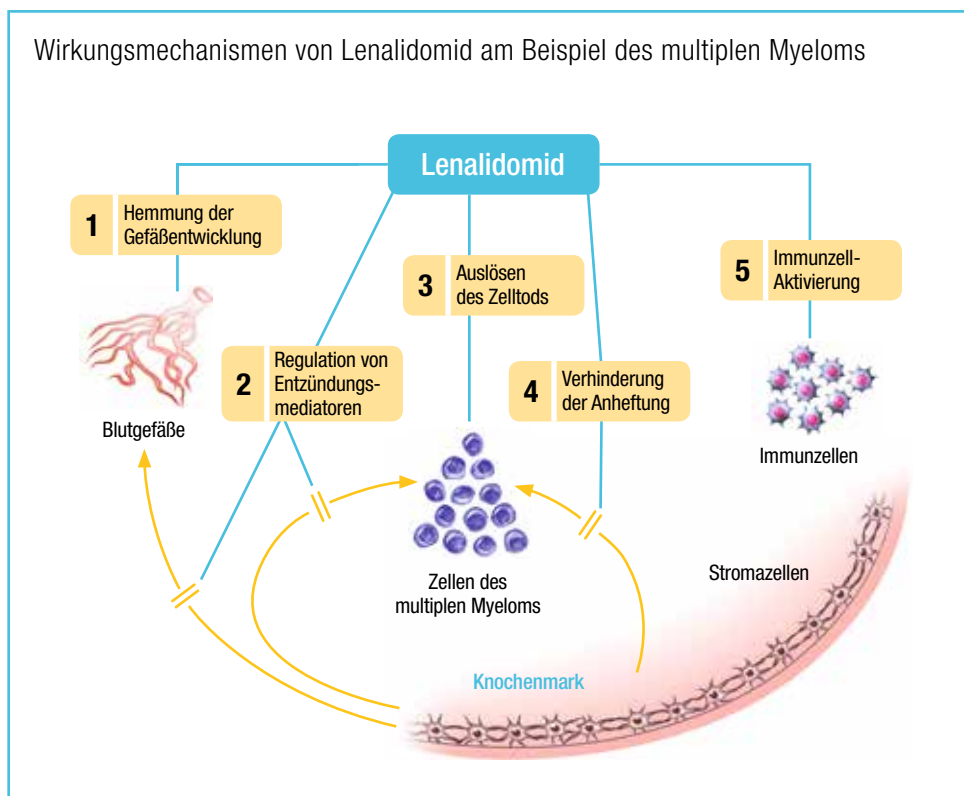 Wirkungsmechanismen von Lenalidomid am Beispiel des multiplen Myeloms
Lenalidomid
1
Hemmung der
Gefäßentwicklung
Blutgefäße
2
Regulation von
Entzündungs-
mediatoren
3
Auslösen
des Zelltods
Zellen des
multiplen Myeloms
4
Verhinderung
der Anheftung
5
Immunzell-
Aktivierung
Immunzellen
Stromazellen
Knochenmark